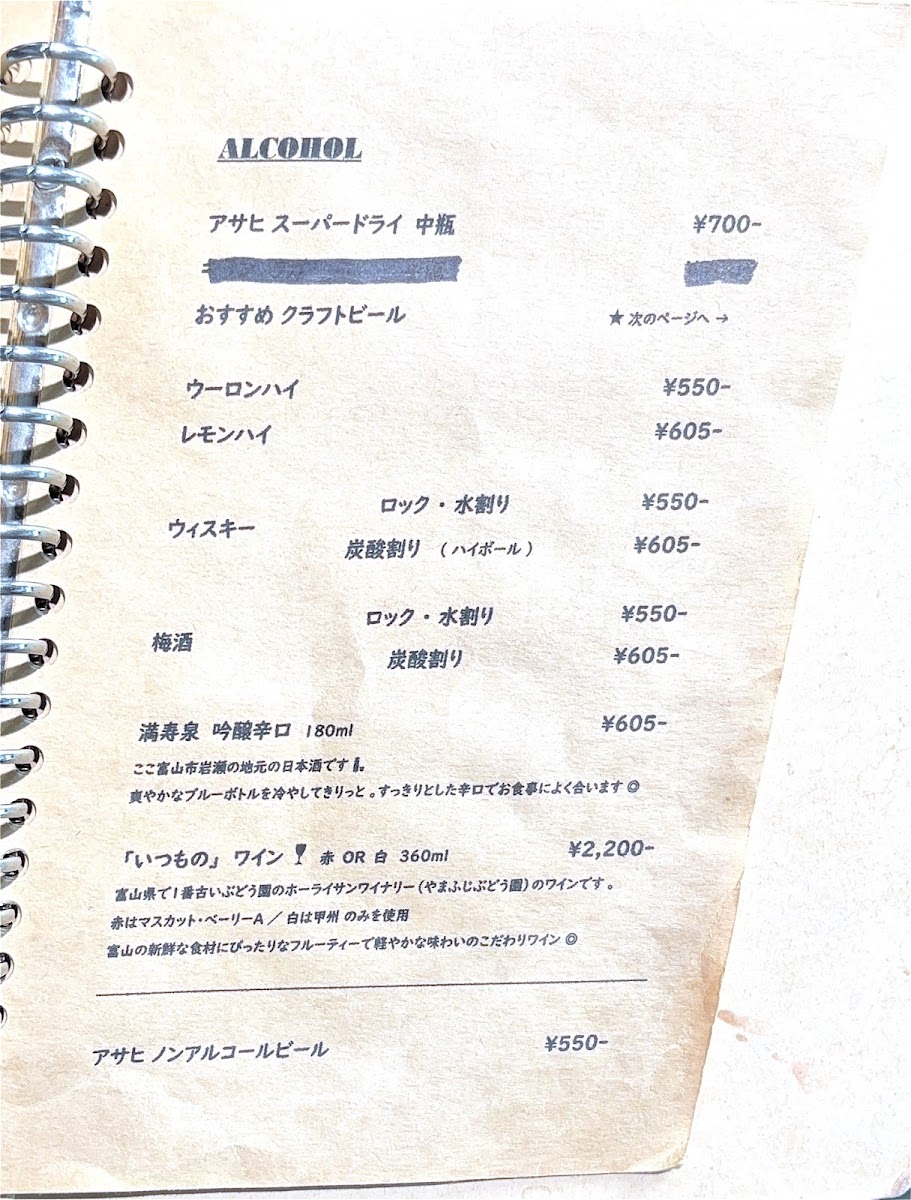 ALCOHOL
アサヒ スーパードライ 中瓶 ¥700-
おすすめ クラフトビール ★ 次のページへ →
ウーロンハイ ¥550-
レモンハイ ¥605-
ウィスキー
ロック・水割り ¥550-
炭酸割り (ハイボール) ¥605-
梅酒
ロック・水割り ¥550-
炭酸割り ¥605-
満寿泉 吟醸辛口 180ml ¥605-
ここ富山市岩瀬の地元の日本酒です
爽やかなブルーボトルを冷やしてきりっと。すっきりとした辛口でお食事によく合います◎
「いつもの」ワイン 赤 OR 白 360ml ¥2,200-
富山県で1番古いぶどう園のホーライサンワイナリー(やまふじぶどう園)のワインです。
赤はマスカット・ベーリーA / 白は甲州 のみを使用
富山の新鮮な食材にぴったりなフルーティーで軽やかな味わいのこだわりワイン ◎
アサヒ ノンアルコールビール ¥550-